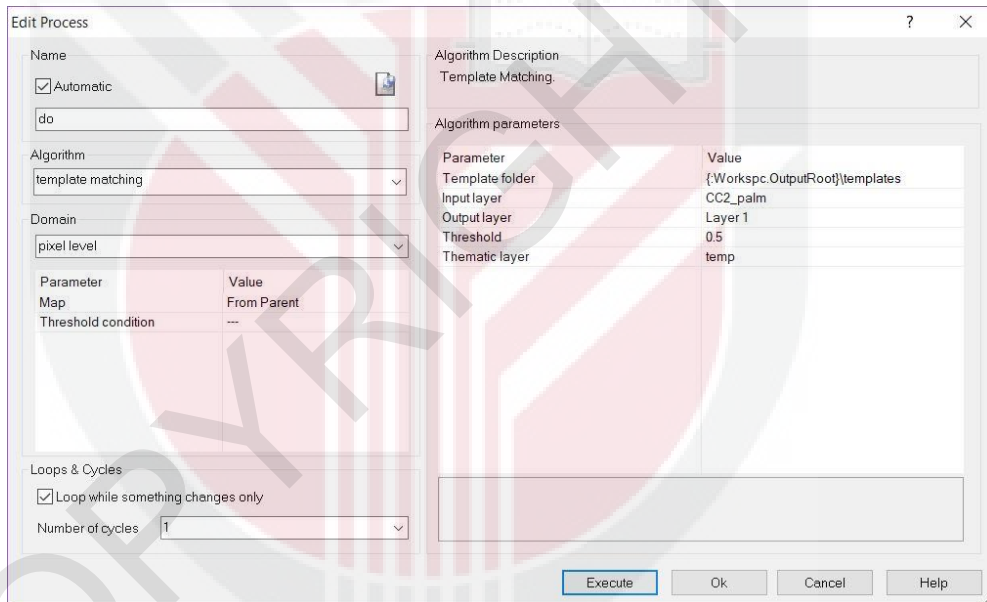 Edit Process
? ×
Name
Automatic
do
Algorithm
template matching
Domain
pixel level
Parameter Value
Map From Parent
Threshold condition ---
Loops & Cycles
Loop while something changes only
Number of cycles 1
Algorithm Description
Template Matching.
Algorithm parameters
Parameter Value
Template folder {:Workspc.OutputRoot}\templates
Input layer CC2_palm
Output layer Layer 1
Threshold 0.5
Thematic layer temp
Execute Ok Cancel Help
OPYRIGHT